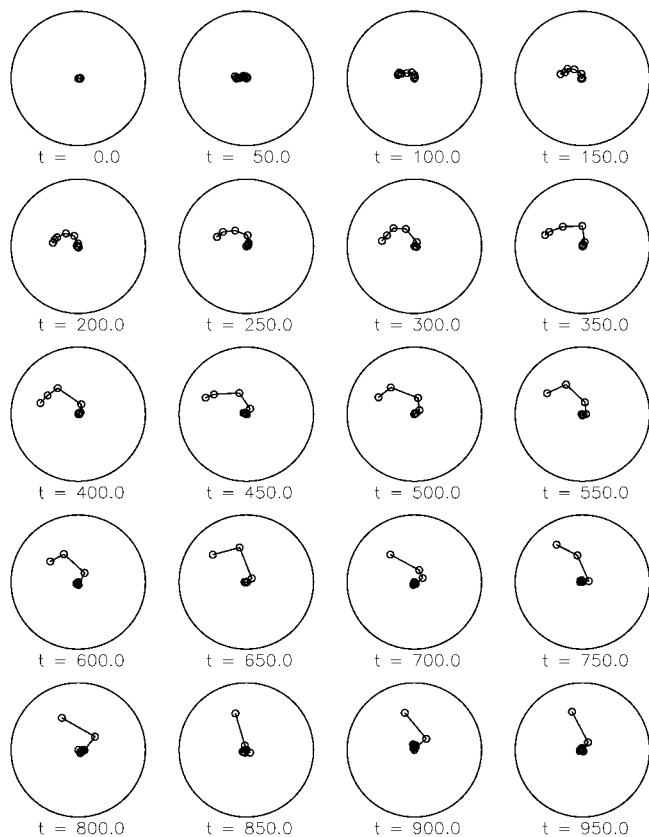 t = 0.0 t = 50.0 t = 100.0 t = 150.0
t = 200.0 t = 250.0 t = 300.0 t = 350.0
t = 400.0 t = 450.0 t = 500.0 t = 550.0
t = 600.0 t = 650.0 t = 700.0 t = 750.0
t = 800.0 t = 850.0 t = 900.0 t = 950.0